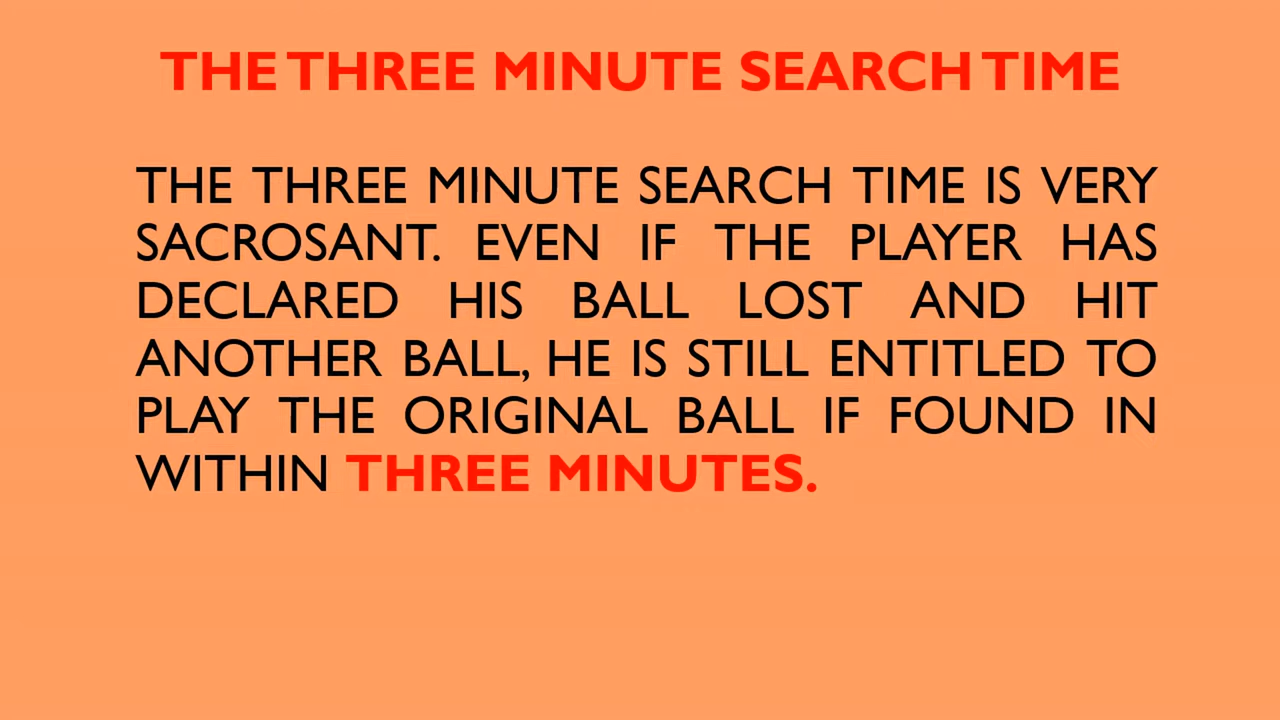 THE THREE MINUTE SEARCH TIME
THE THREE MINUTE SEARCH TIME IS VERY
SACROSANT. EVEN IF THE PLAYER HAS
DECLARED HIS BALL LOST AND HIT
ANOTHER BALL, HE IS STILL ENTITLED TO
PLAY THE ORIGINAL BALL IF FOUND IN
WITHIN THREE MINUTES.